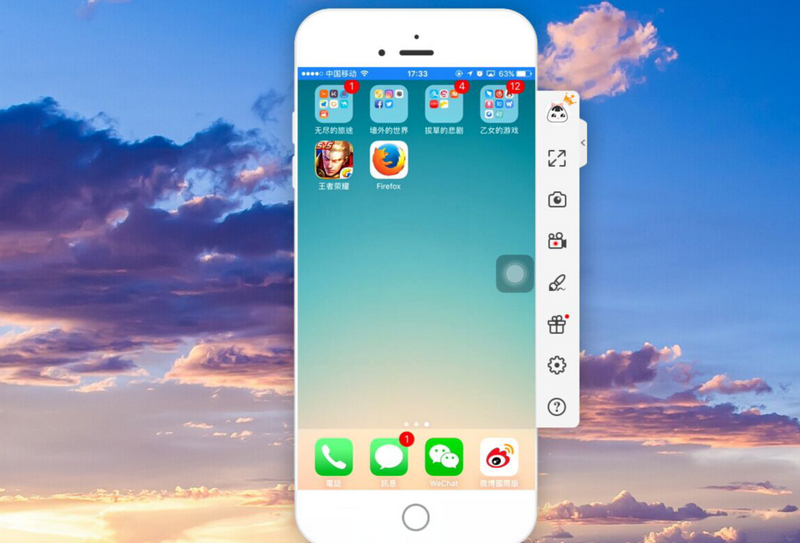 中国移动
17:33
63%
1
4
12
无尽的旅途
墙外的世界
拔草的悲剧
乙女的游戏
5V5
王者荣耀
Firefox
1
電話
訊息
WeChat
微博國際版